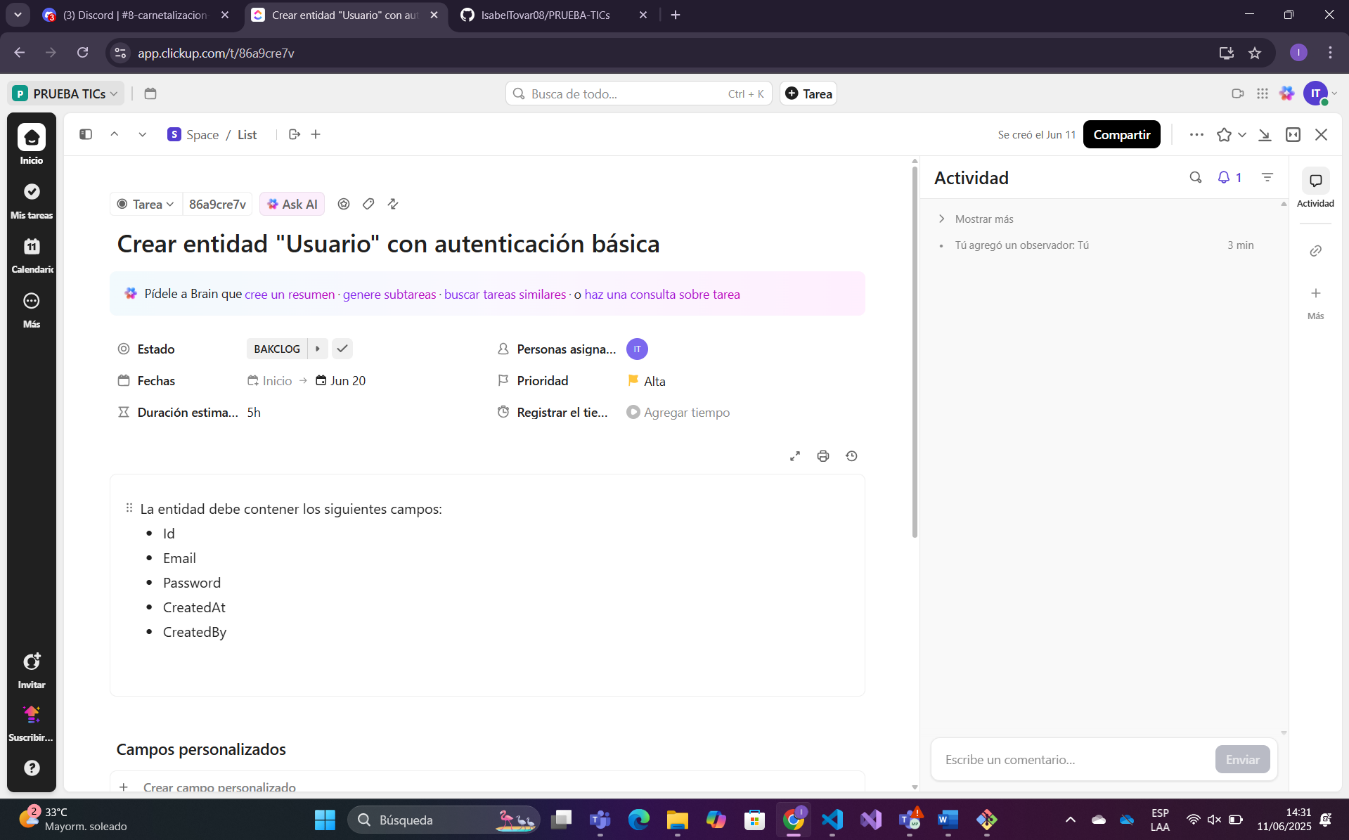 (3) Discord | #8-carnetalizacion
Crear entidad "Usuario" con aut
IsabelTovar08/PRUEBA-TICs
app.clickup.com/t/86a9cre7v
I
P PRUEBA TICs
Busca de todo... Ctrl + K
Tarea
IT
Inicio
Mis tareas
11
Calendario
Más
Invitar
Suscribir...
S Space / List
Se creó el Jun 11
Compartir
Tarea 86a9cre7v Ask AI
Crear entidad "Usuario" con autenticación básica
Pídele a Brain que cree un resumen · genere subtareas · buscar tareas similares · o haz una consulta sobre tarea
Estado BAKCLOG Personas asigna... IT
Fechas Inicio → Jun 20 Prioridad Alta
Duración estima... 5h Registrar el tie... Agregar tiempo
La entidad debe contener los siguientes campos:
• Id
• Email
• Password
• CreatedAt
• CreatedBy
Campos personalizados
+ Crear campo personalizado
Actividad
1
Mostrar más
• Tú agregó un observador: Tú 3 min
Escribe un comentario...
Enviar
Actividad
Más
2
33°C
Mayorm. soleado
Búsqueda
ESP
LAA
14:31
11/06/2025